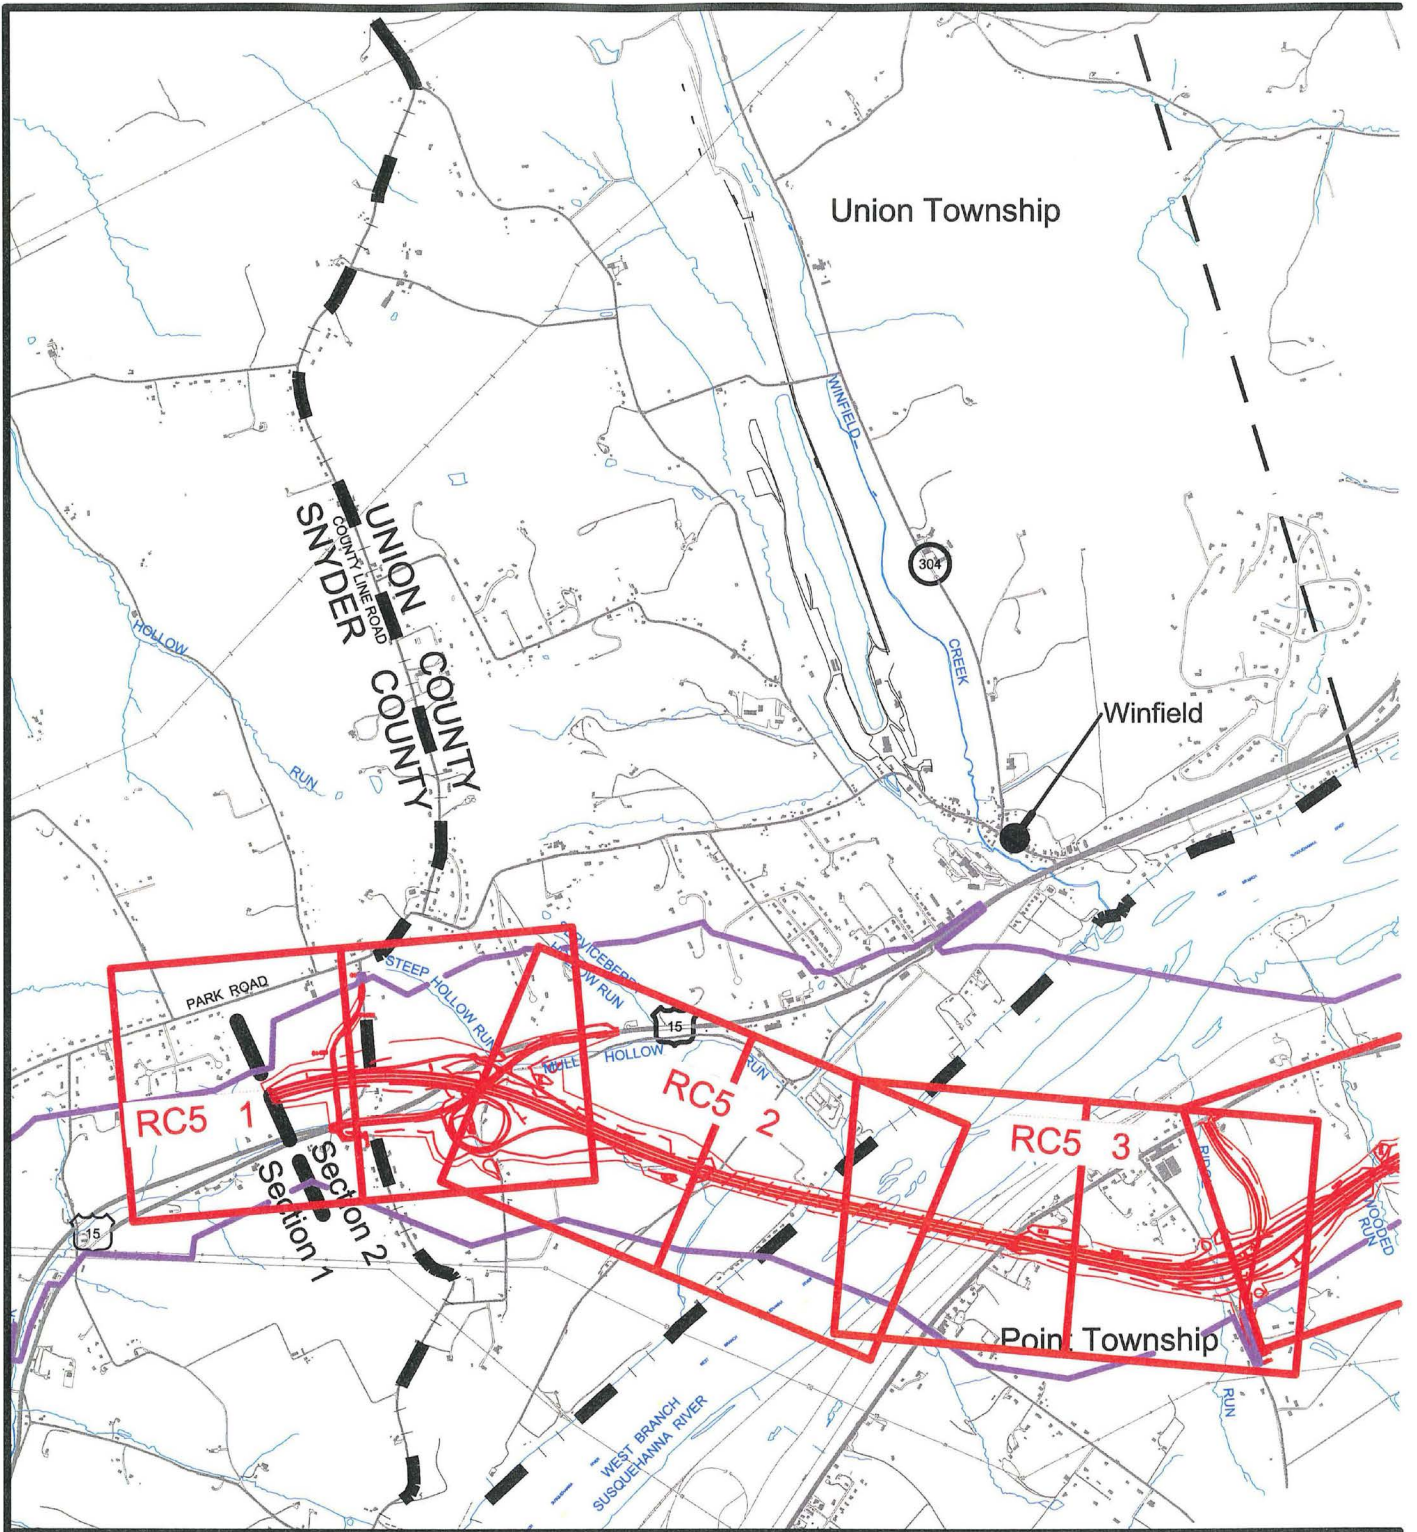 Union Township
WINFIELD
304
UNION COUNTY
COUNTY LINE ROAD
SNYDER COUNTY
HOLLOW
RUN
CREEK
Winfield
STEEP HOLLOW RUN
RUN
PARK ROAD
15
MULL HOLLOW RUN
RC5 1
RC5 2
RC5 3
Section 2
Section 1
15
WOODED
RUN
Point Township
RUN
WEST BRANCH
SUSQUEHANNA RIVER